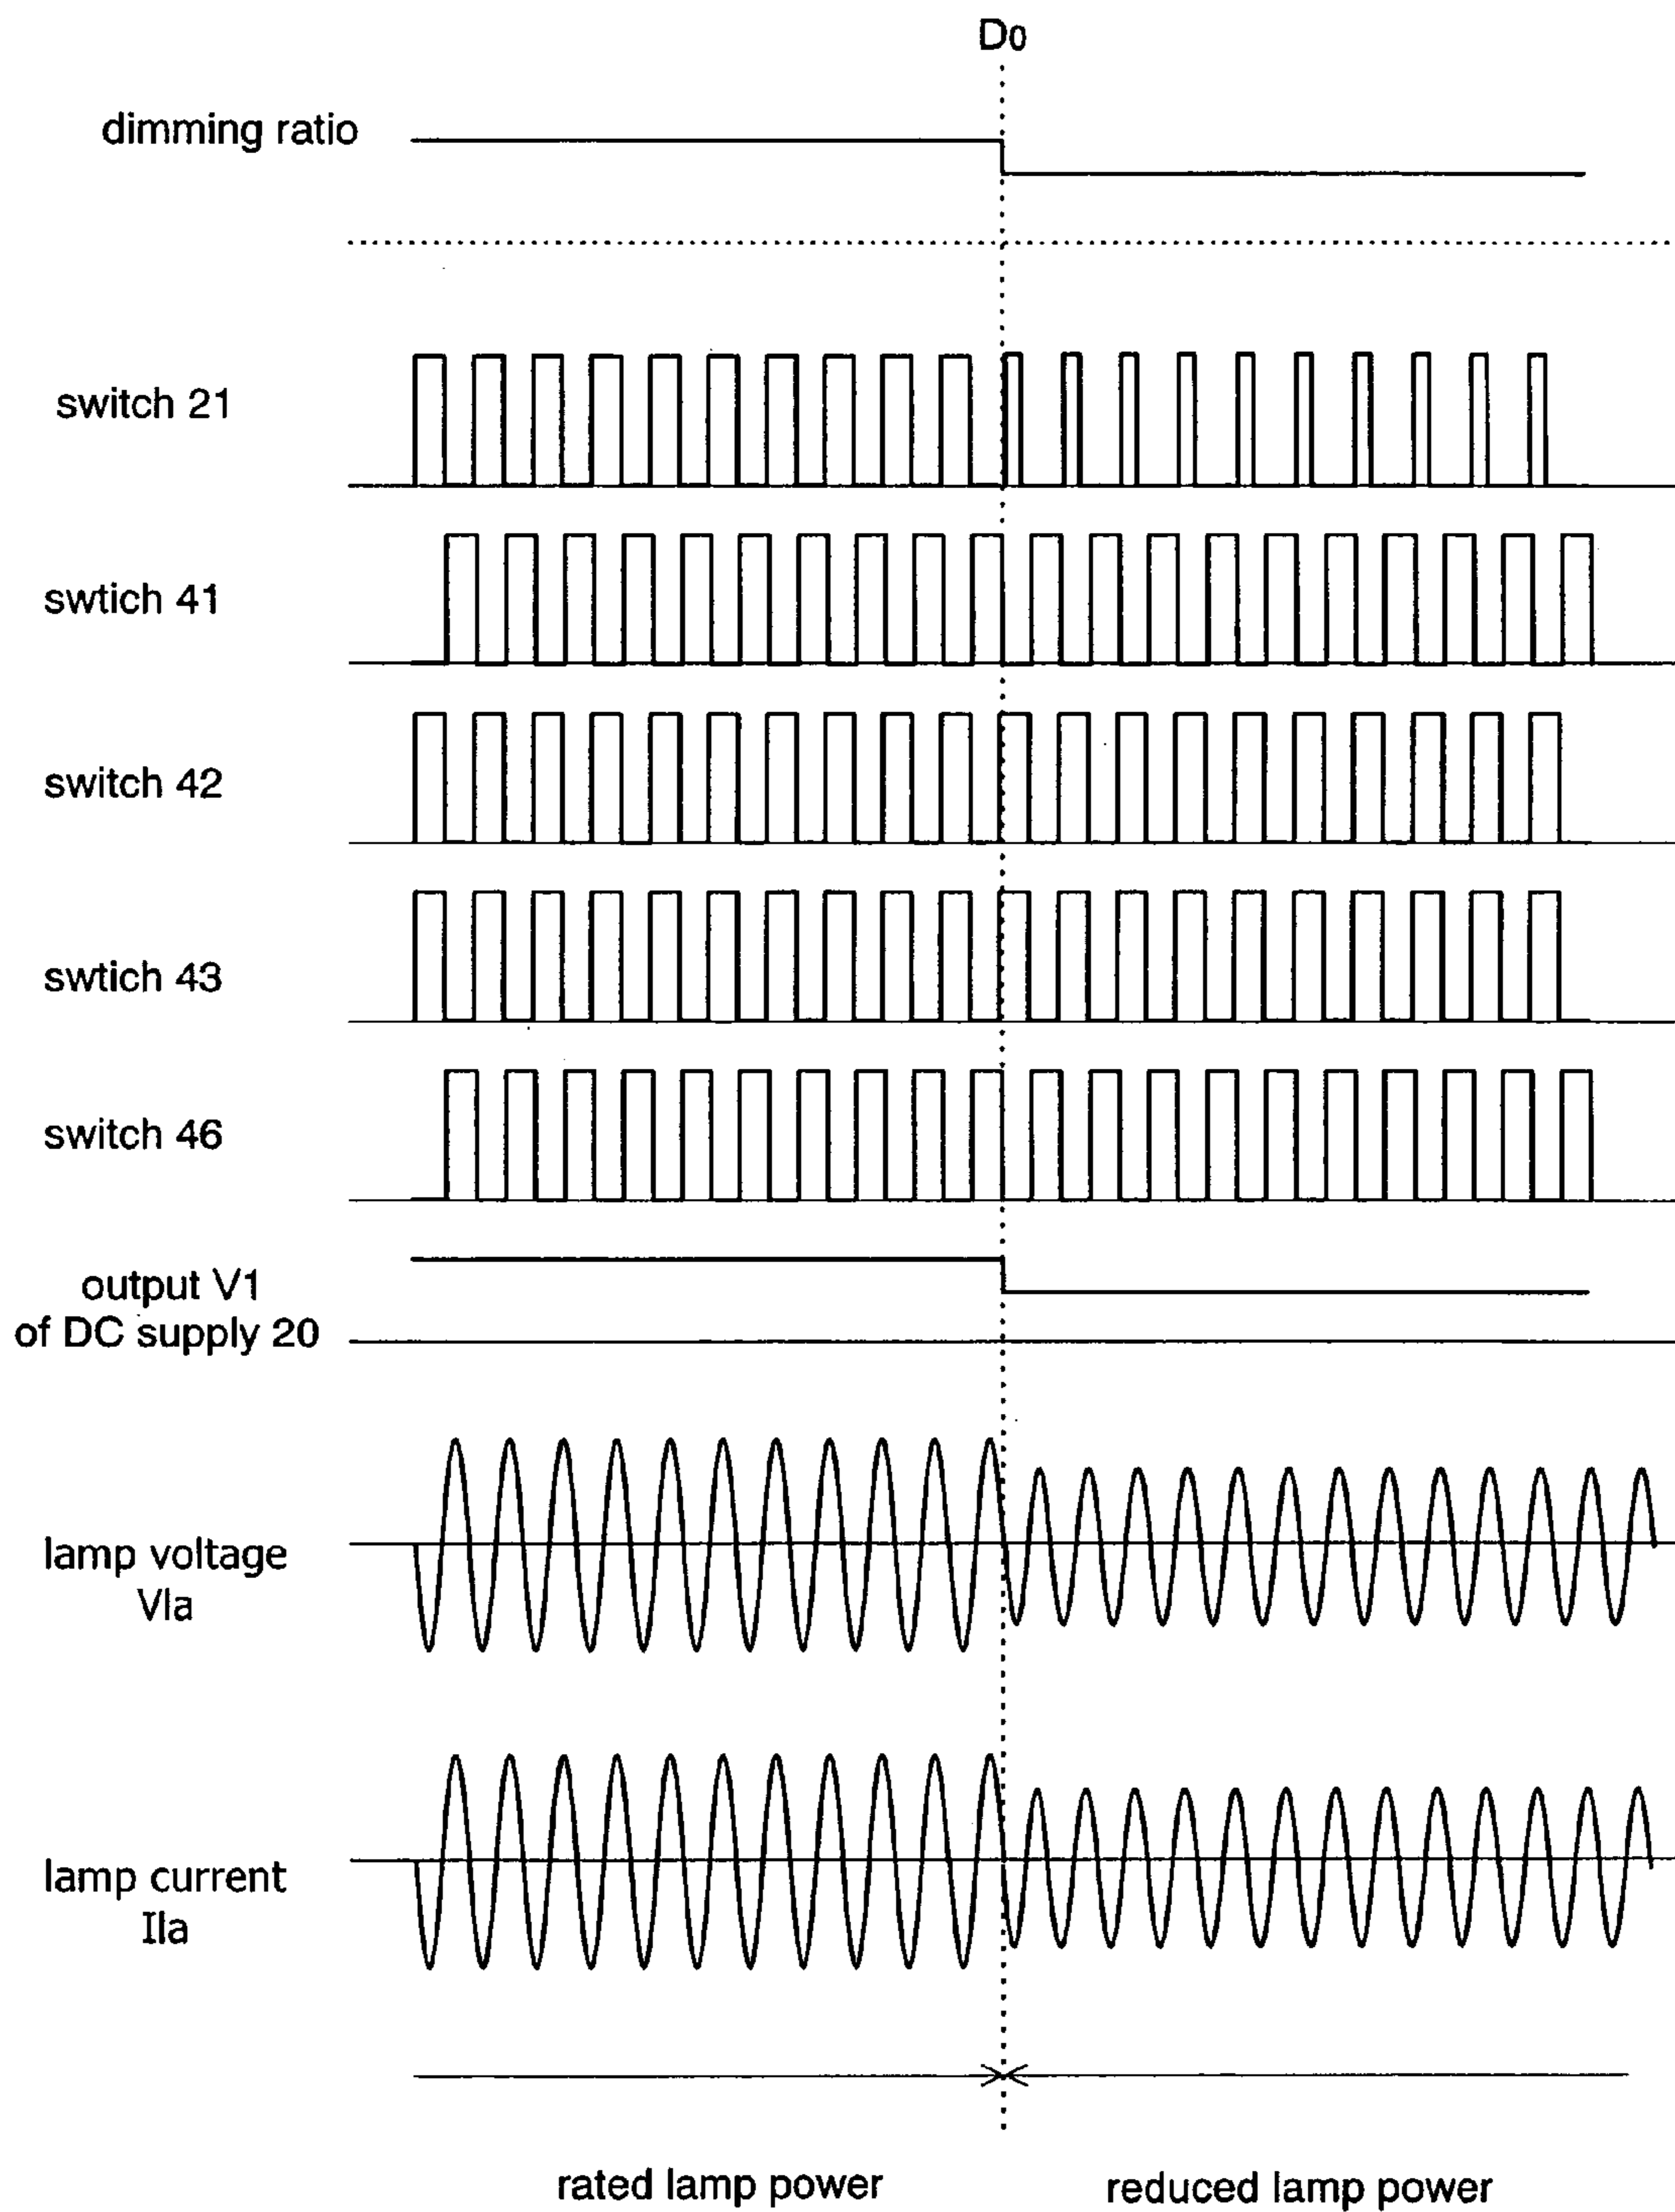 D0
dimming ratio
switch 21
swtich 41
switch 42
swtich 43
switch 46
output V1
of DC supply 20
lamp voltage
Vla
lamp current
Ila
rated lamp power
reduced lamp power